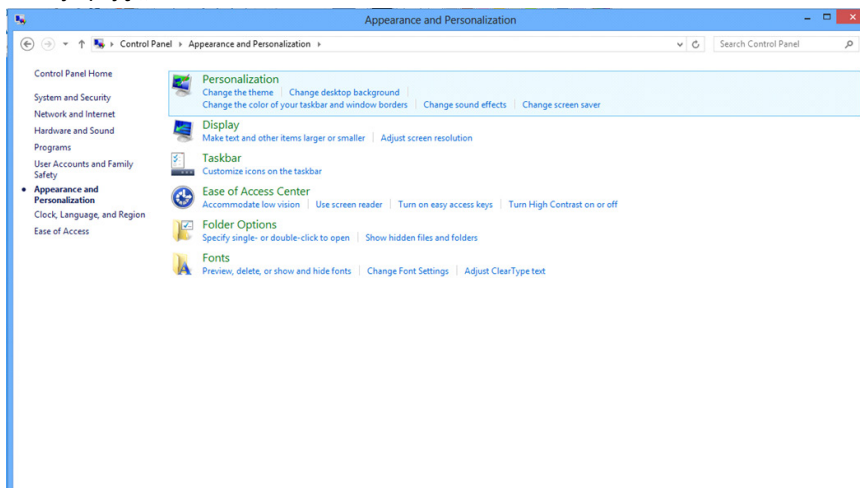 Appearance and Personalization
Control Panel
Appearance and Personalization
Search Control Panel
Control Panel Home
System and Security
Network and Internet
Hardware and Sound
Programs
User Accounts and Family
Safety
Appearance and
Personalization
Clock, Language, and Region
Ease of Access
Personalization
Change the theme
Change desktop background
Change the color of your taskbar and window borders
Change sound effects
Change screen saver
Display
Make text and other items larger or smaller
Adjust screen resolution
Taskbar
Customize icons on the taskbar
Ease of Access Center
Accommodate low vision
Use screen reader
Turn on easy access keys
Turn High Contrast on or off
Folder Options
Specify single- or double-click to open
Show hidden files and folders
Fonts
Preview, delete, or show and hide fonts
Change Font Settings
Adjust ClearType text